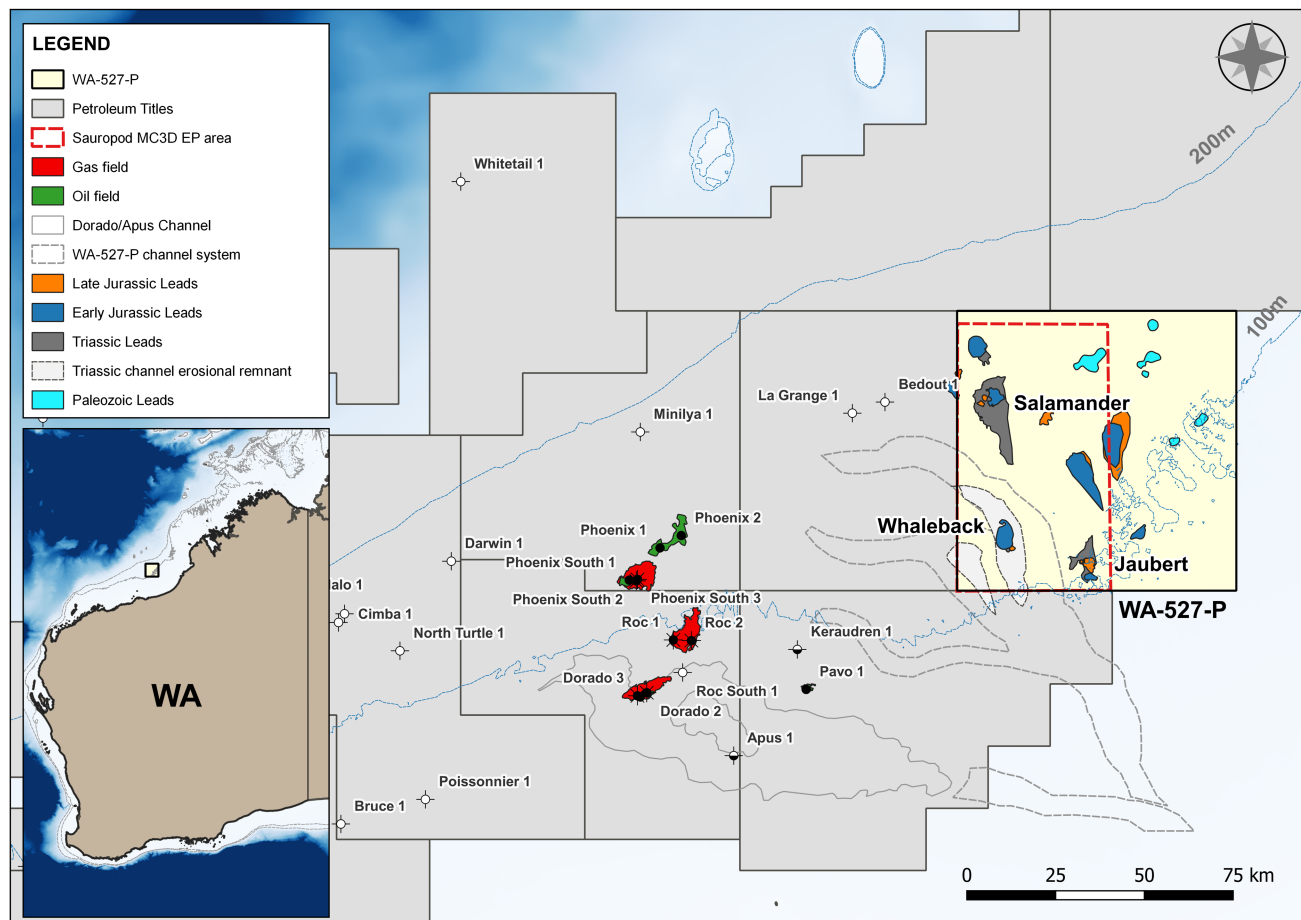 LEGEND
WA-527-P
Petroleum Titles
Sauropod MC3D EP area
Gas field
Oil field
Dorado/Apus Channel
WA-527-P channel system
Late Jurassic Leads
Early Jurassic Leads
Triassic Leads
Triassic channel erosional remnant
Paleozoic Leads
WA
Whitetail 1
200m
100m
La Grange 1
Bedout 1
Minilya 1
Salamander
Phoenix 1
Phoenix 2
Whaleback
Darwin 1
Phoenix South 1
Jaubert
Phoenix South 2
Phoenix South 3
WA-527-P
alo 1
Cimba 1
North Turtle 1
Roc 1
Roc 2
Keraudren 1
Pavo 1
Dorado 3
Roc South 1
Dorado 2
Apus 1
Poissonnier 1
Bruce 1
0 25 50 75 km